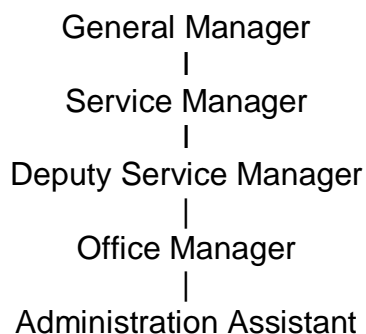 General Manager
Service Manager
Deputy Service Manager
Office Manager
Administration Assistant